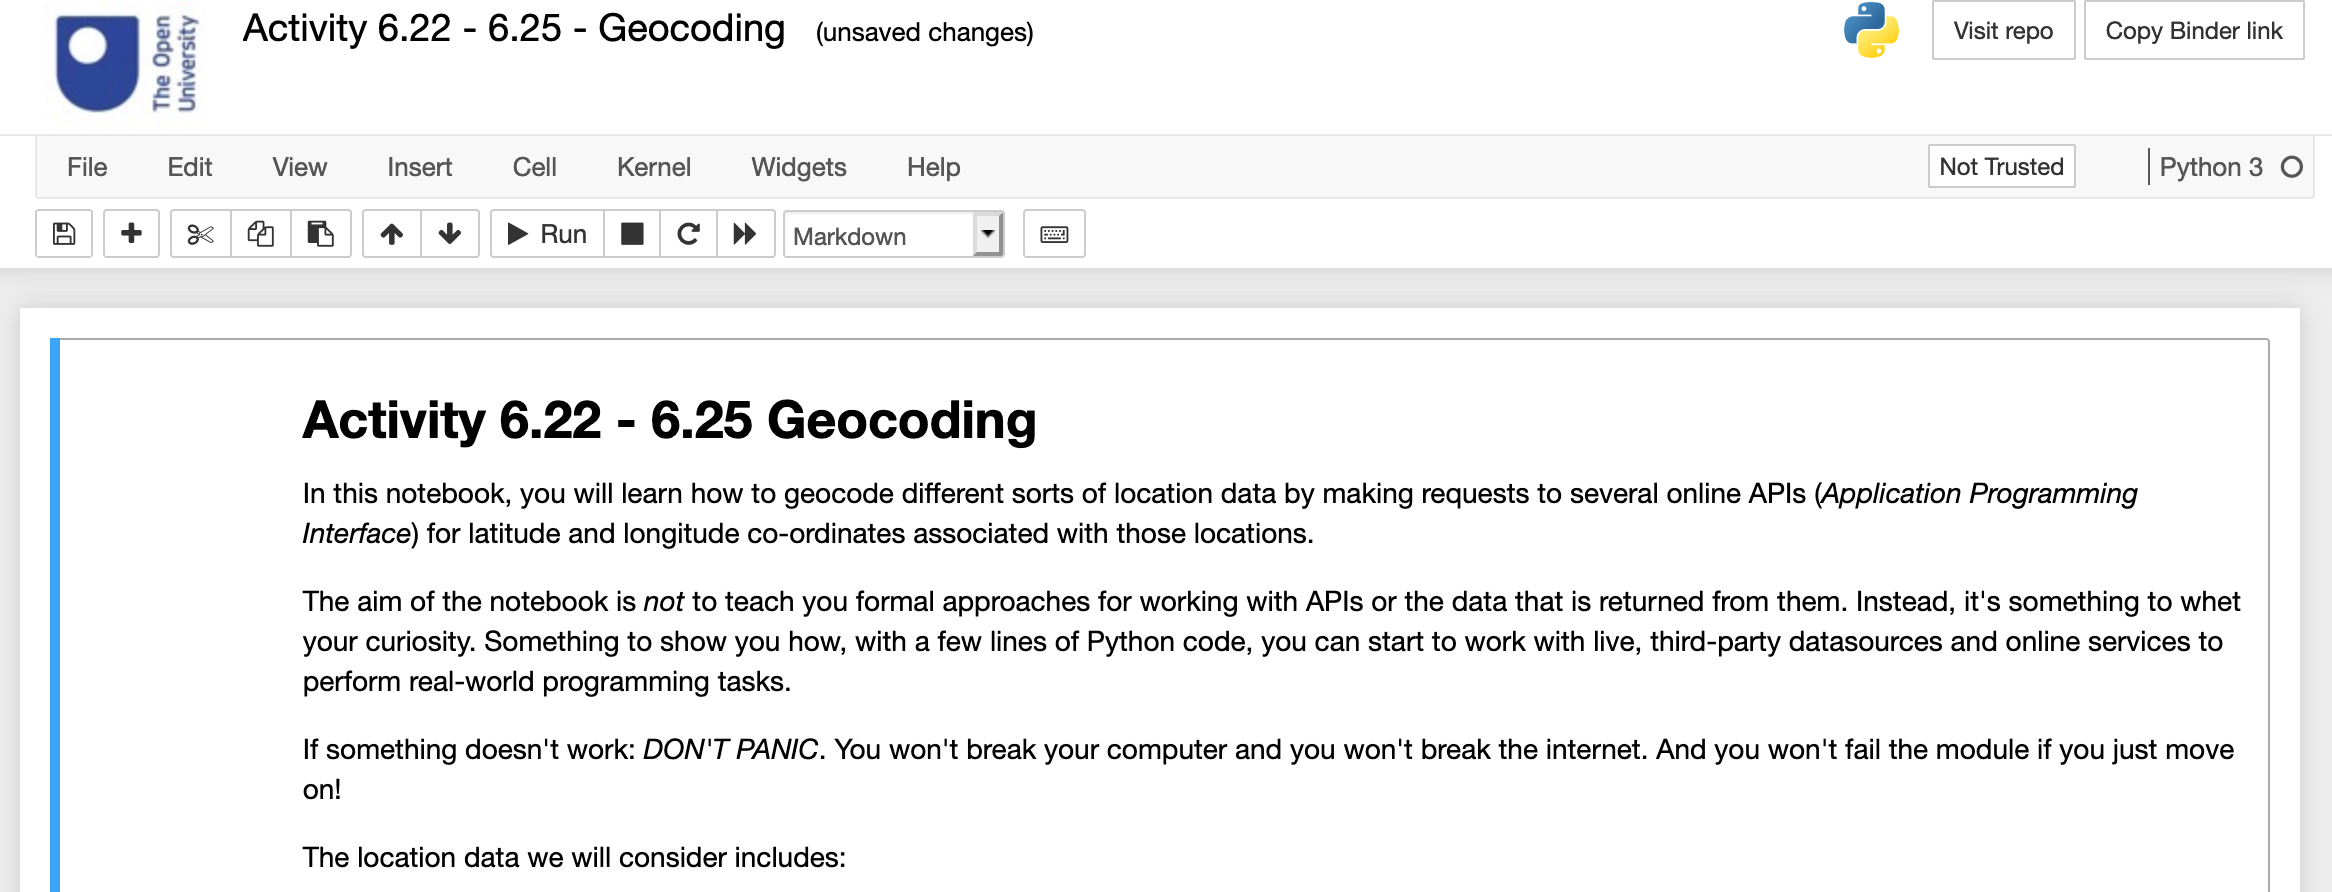 The Open
University
Activity 6.22 - 6.25 - Geocoding (unsaved changes)
Visit repo
Copy Binder link
File Edit View Insert Cell Kernel Widgets Help
Not Trusted
Python 3
Run
Markdown
Activity 6.22 - 6.25 Geocoding
In this notebook, you will learn how to geocode different sorts of location data by making requests to several online APIs (Application Programming
Interface) for latitude and longitude co-ordinates associated with those locations.
The aim of the notebook is not to teach you formal approaches for working with APIs or the data that is returned from them. Instead, it's something to whet
your curiosity. Something to show you how, with a few lines of Python code, you can start to work with live, third-party datasources and online services to
perform real-world programming tasks.
If something doesn't work: DON'T PANIC. You won't break your computer and you won't break the internet. And you won't fail the module if you just move
on!
The location data we will consider includes: